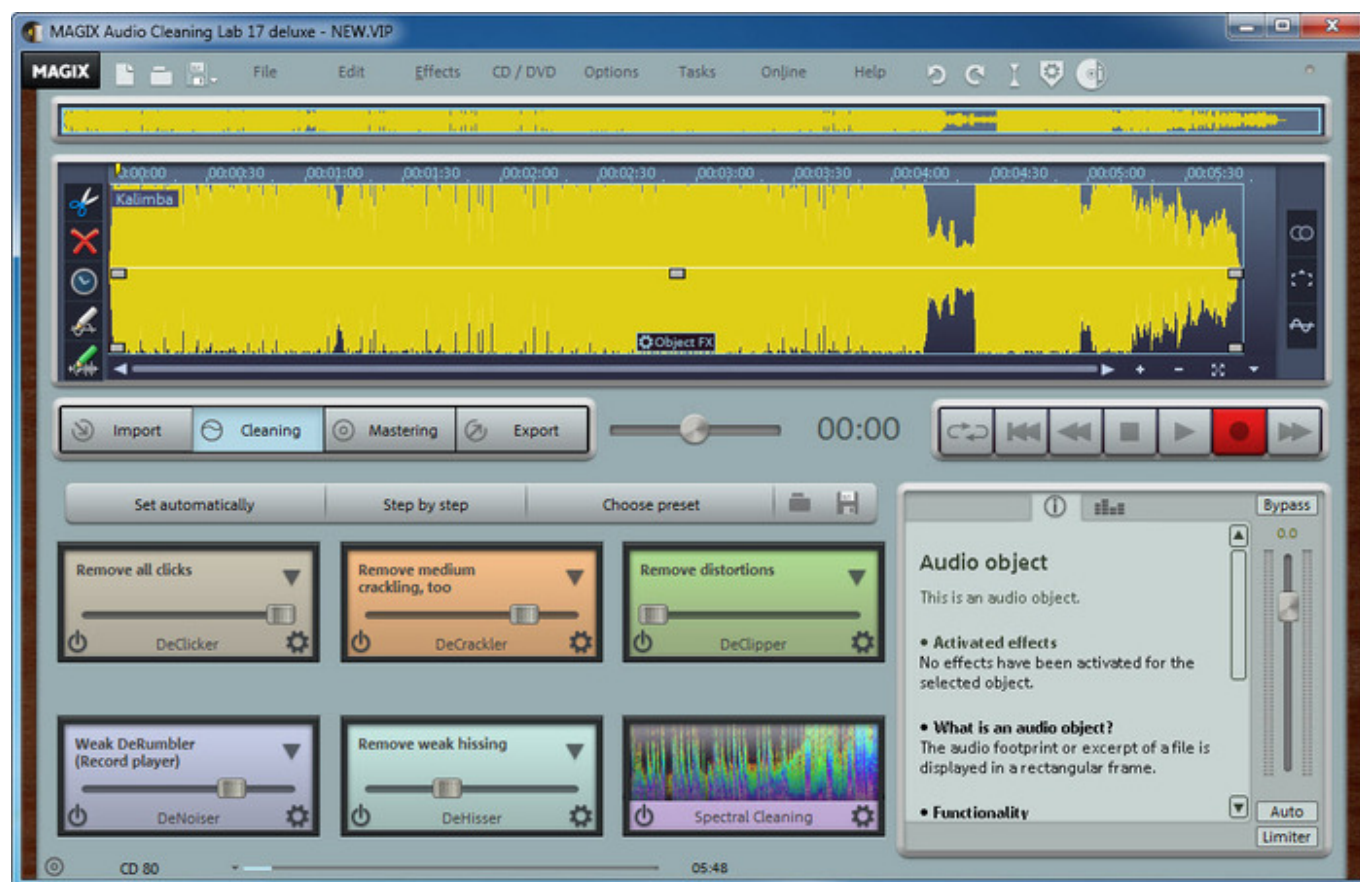 MAGIX Audio Cleaning Lab 17 deluxe - NEW.VIP
MAGIX File Edit Effects CD / DVD Options Tasks Online Help
0:00:00 00:00:30 00:01:00 00:01:30 00:02:00 00:02:30 00:03:00 00:03:30 00:04:00 00:04:30 00:05:00 00:05:30
Kalimba
Object FX
Import Cleaning Mastering Export 00:00
Set automatically Step by step Choose preset
Remove all clicks
DeClicker
Remove medium
crackling, too
DeCrackler
Remove distortions
DeClipper
Weak DeRumbler
(Record player)
DeNoiser
Remove weak hissing
DeHisser
Spectral Cleaning
Bypass
0.0
Audio object
This is an audio object.
• Activated effects
No effects have been activated for the
selected object.
• What is an audio object?
The audio footprint or excerpt of a file is
displayed in a rectangular frame.
• Functionality
Auto
Limiter
CD 80 05:48